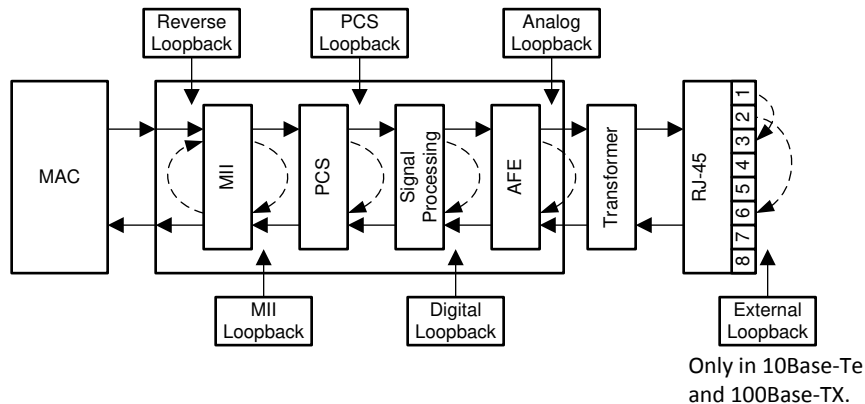 Reverse
Loopback
PCS
Loopback
Analog
Loopback
MAC
MII
PCS
Signal
Processing
AFE
Transformer
RJ-45
1
2
3
4
5
6
7
8
MII
Loopback
Digital
Loopback
External
Loopback
Only in 10Base-Te
and 100Base-TX.